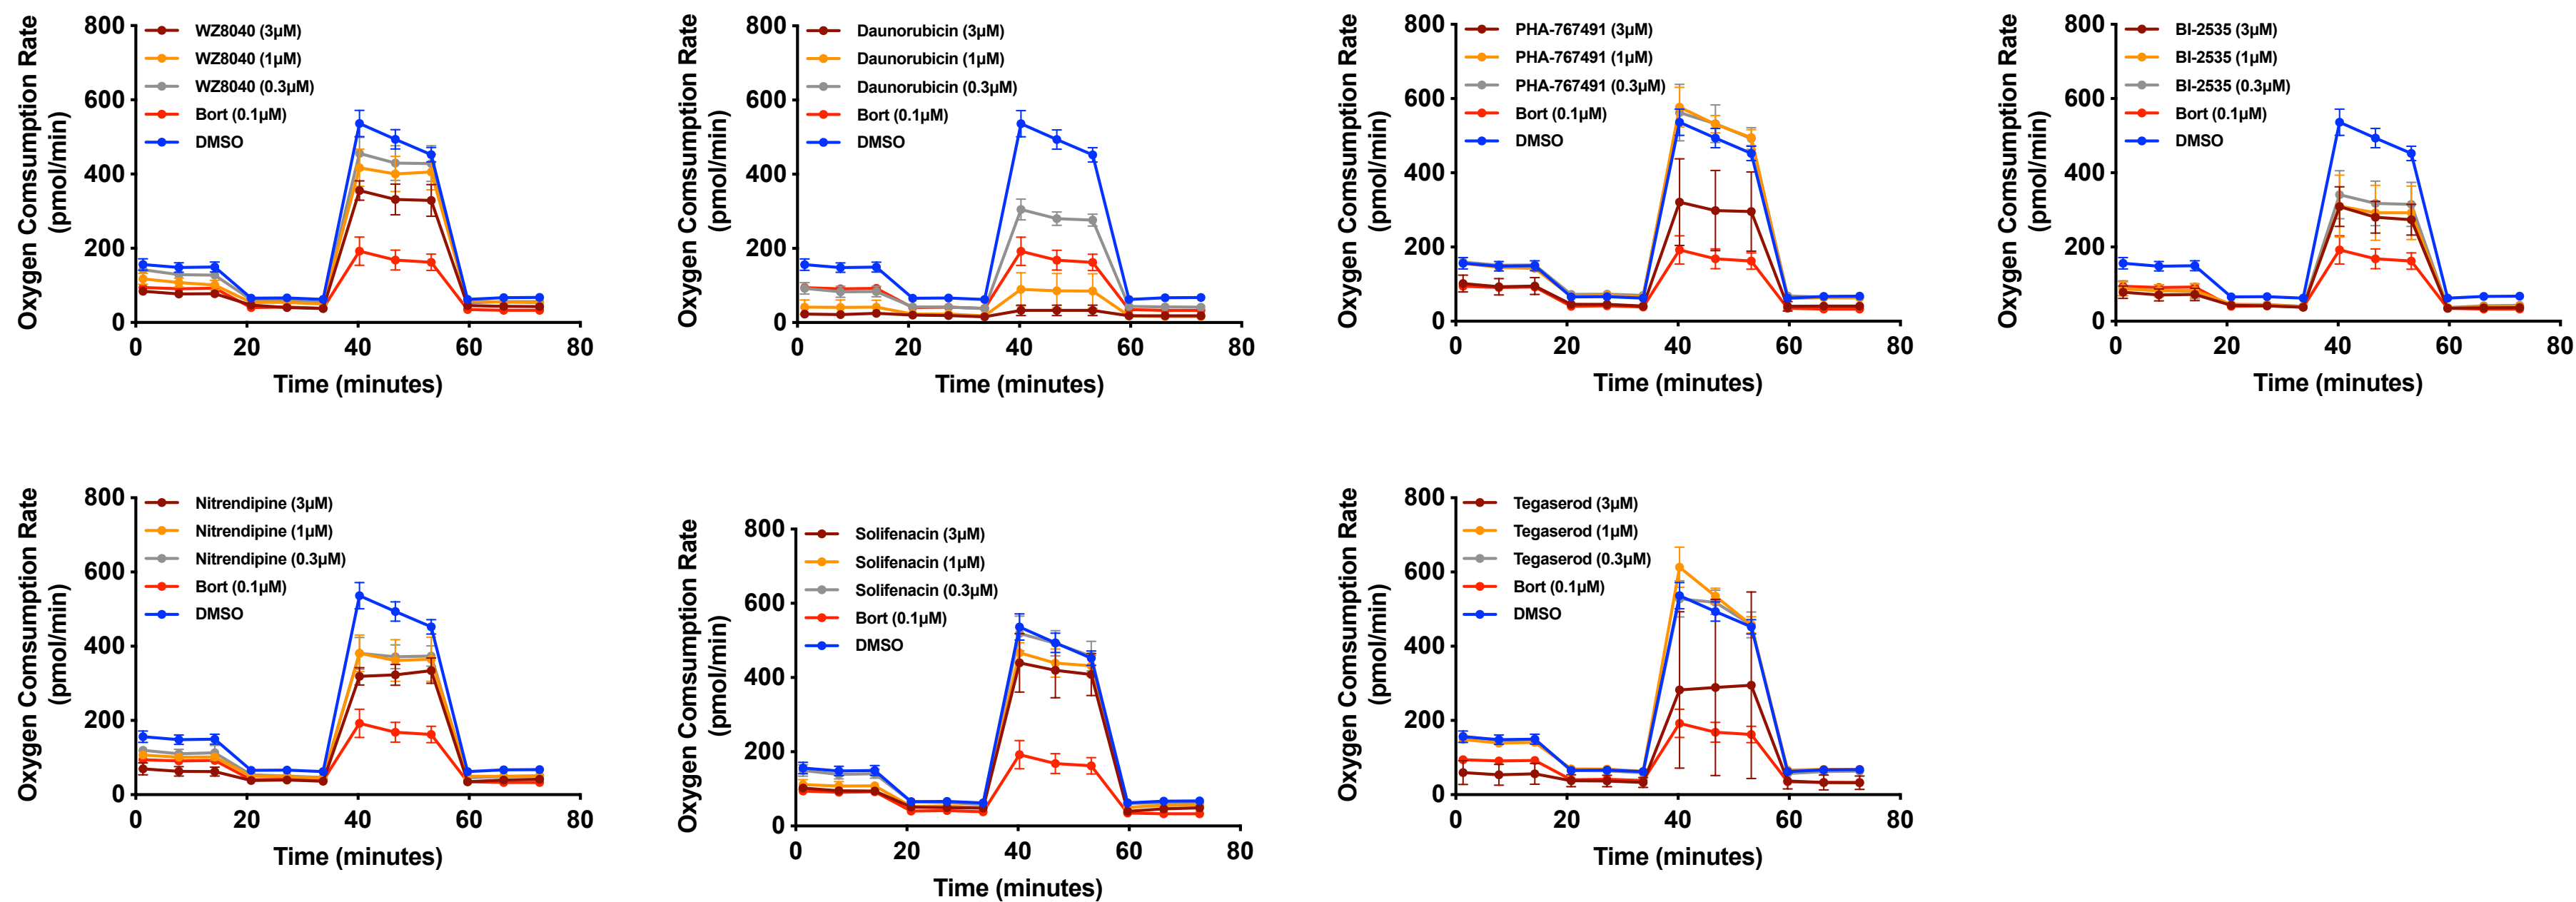 Oxygen Comsumption Rate
(pmol/min)
800
600
400
200
0
WZ8040 (3µM)
WZ8040 (1µM)
WZ8040 (0.3µM)
Bort (0.1µM)
DMSO
0 20 40 60 80
Time (minutes)
Oxygen Comsumption Rate
(pmol/min)
800
600
400
200
0
Daunorubicin (3µM)
Daunorubicin (1µM)
Daunorubicin (0.3µM)
Bort (0.1µM)
DMSO
0 20 40 60 80
Time (minutes)
Oxygen Comsumption Rate
(pmol/min)
800
600
400
200
0
PHA-767491 (3µM)
PHA-767491 (1µM)
PHA-767491 (0.3µM)
Bort (0.1µM)
DMSO
0 20 40 60 80
Time (minutes)
Oxygen Comsumption Rate
(pmol/min)
800
600
400
200
0
BI-2535 (3µM)
BI-2535 (1µM)
BI-2535 (0.3µM)
Bort (0.1µM)
DMSO
0 20 40 60 80
Time (minutes)
Oxygen Comsumption Rate
(pmol/min)
800
600
400
200
0
Nitrendipine (3µM)
Nitrendipine (1µM)
Nitrendipine (0.3µM)
Bort (0.1µM)
DMSO
0 20 40 60 80
Time (minutes)
Oxygen Comsumption Rate
(pmol/min)
800
600
400
200
0
Solifenacin (3µM)
Solifenacin (1µM)
Solifenacin (0.3µM)
Bort (0.1µM)
DMSO
0 20 40 60 80
Time (minutes)
Oxygen Comsumption Rate
(pmol/min)
800
600
400
200
0
Tegaserod (3µM)
Tegaserod (1µM)
Tegaserod (0.3µM)
Bort (0.1µM)
DMSO
0 20 40 60 80
Time (minutes)